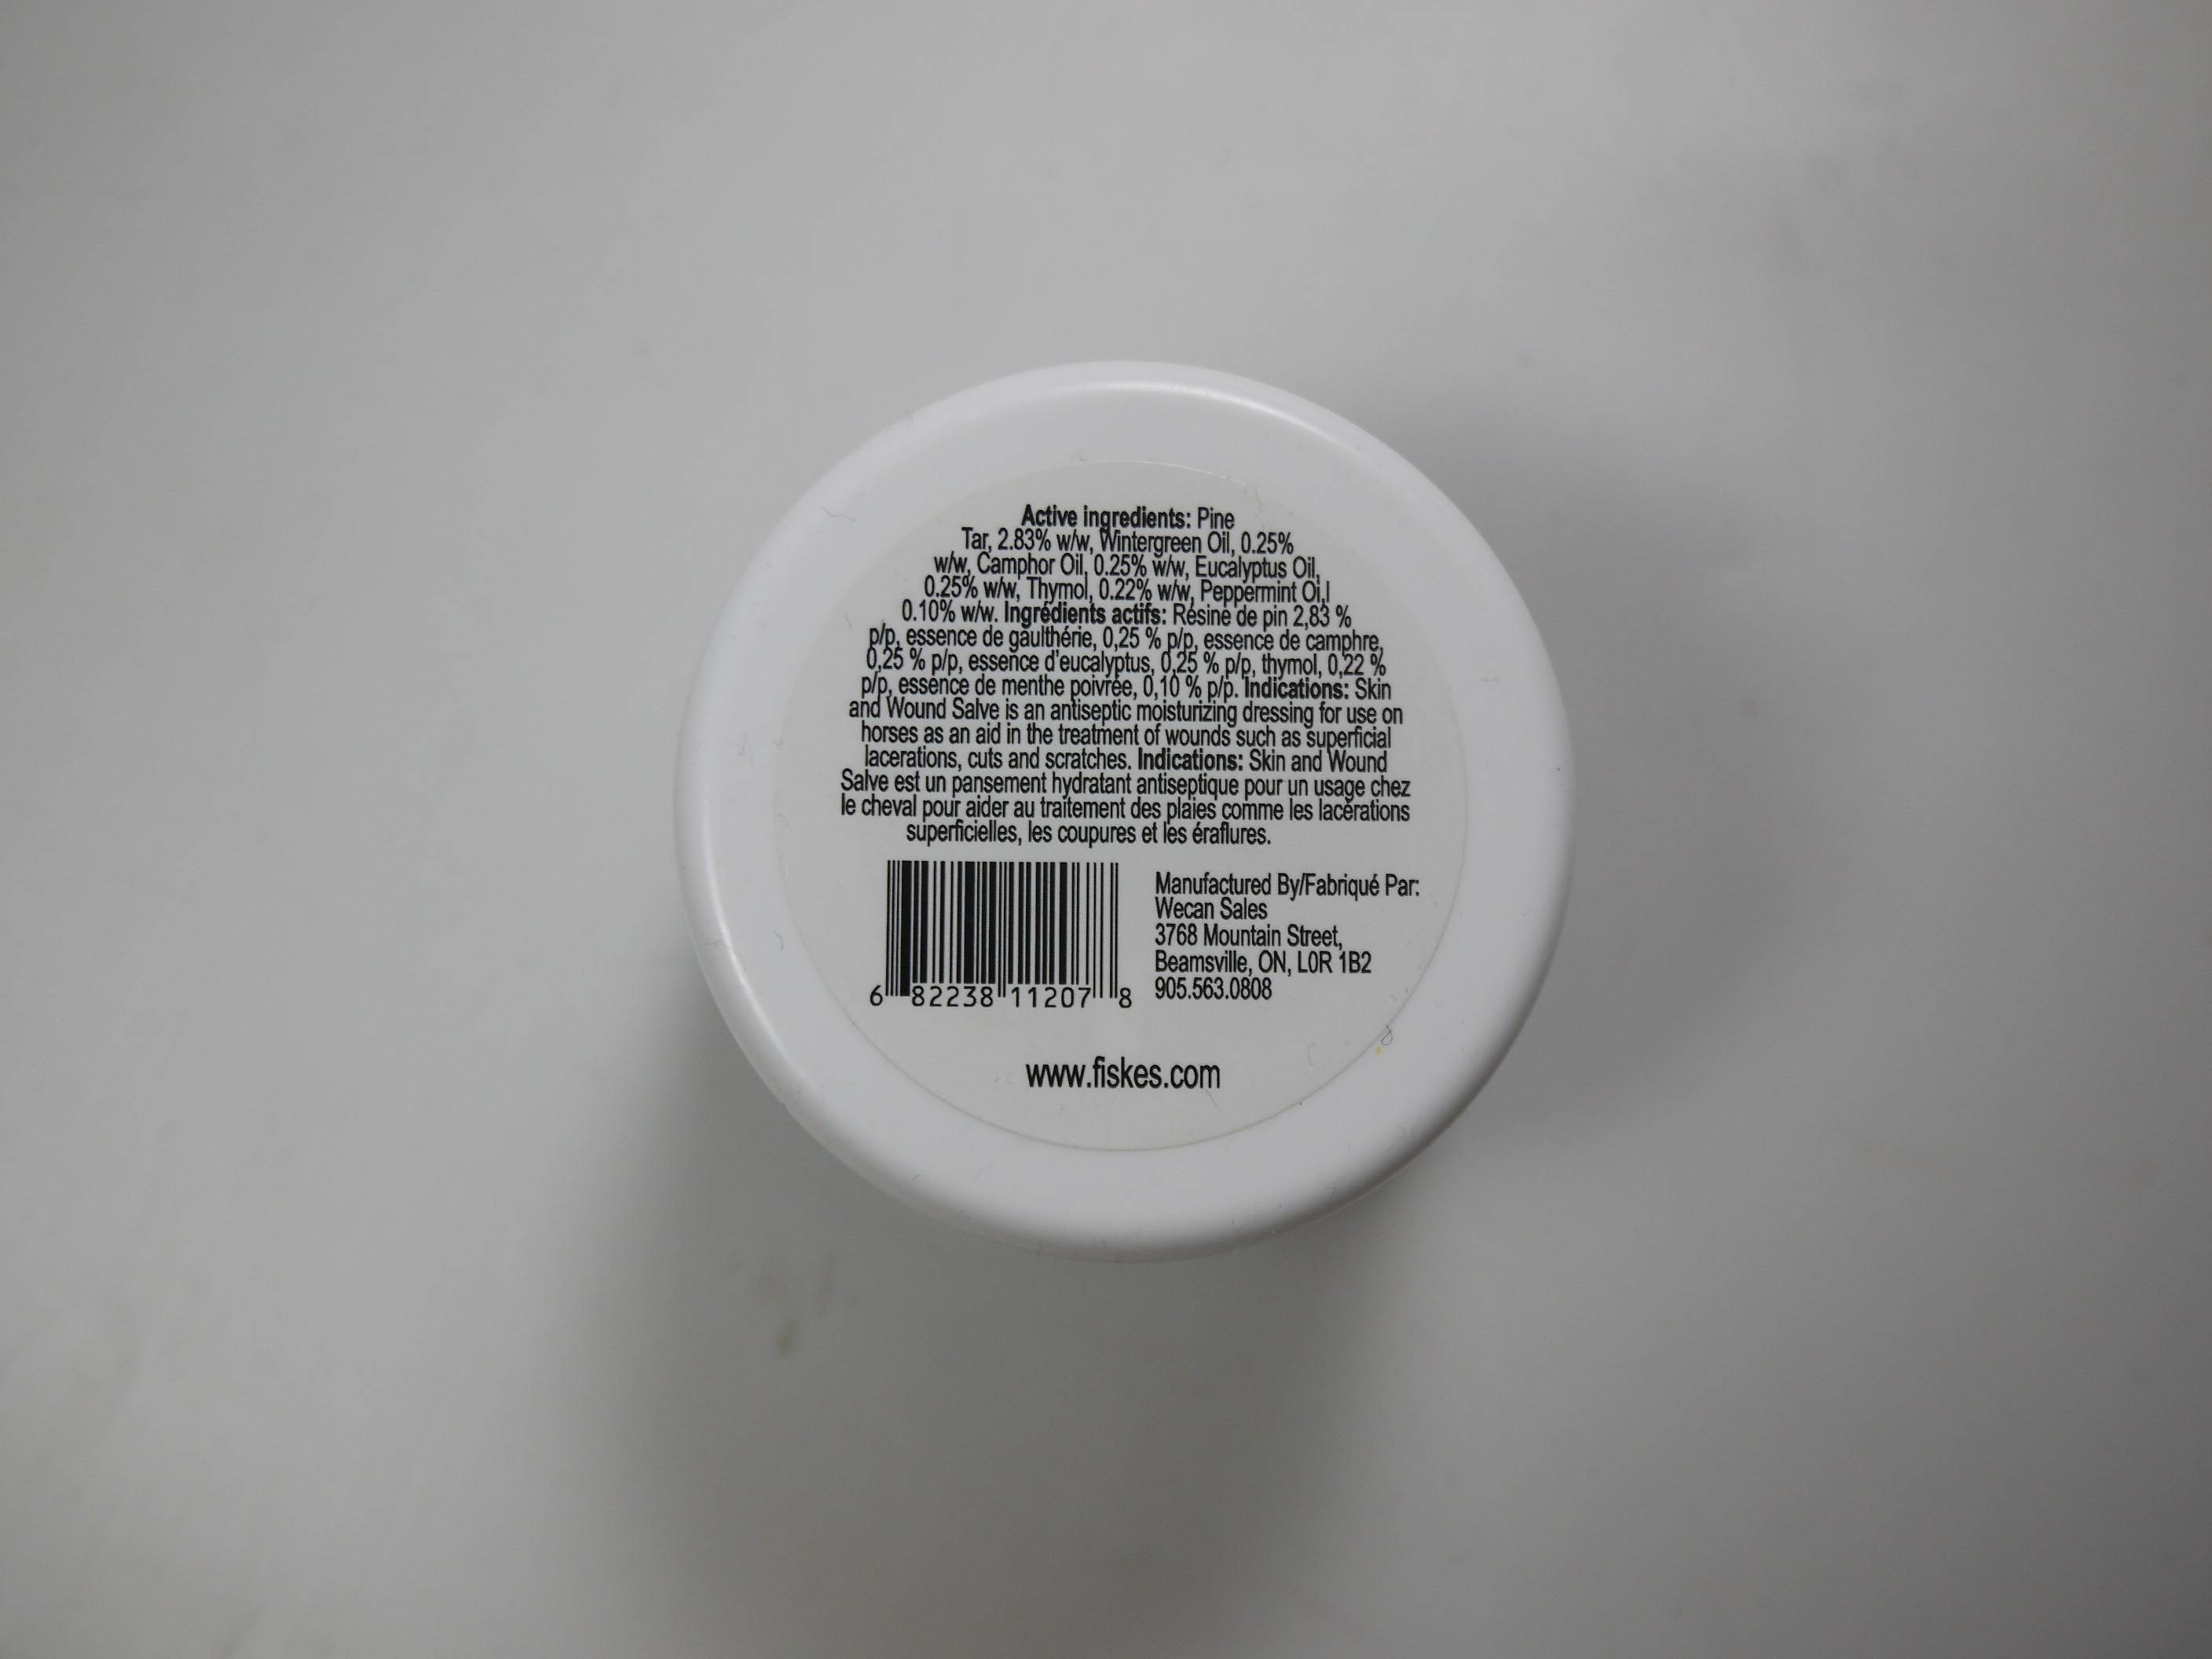 Active ingredients: Pine
Tar, 2.83% w/w, Wintergreen Oil, 0.25%
w/w, Camphor Oil, 0.25% w/w, Eucalyptus Oil,
0.25% w/w, Thymol, 0.22% w/w, Peppermint Oi,l
0.10% w/w. Ingrédients actifs: Résine de pin 2,83 %
p/p, essence de gaulthérie, 0,25 % p/p, essence de camphre,
0,25 % p/p, essence d'eucalyptus, 0,25 % p/p, thymol, 0,22 %
p/p, essence de menthe poivrée, 0,10 % p/p. Indications: Skin
and Wound Salve is an antiseptic moisturizing dressing for use on
horses as an aid in the treatment of wounds such as superficial
lacerations, cuts and scratches. Indications: Skin and Wound
Salve est un pansement hydratant antiseptique pour un usage chez
le cheval pour aider au traitement des plaies comme les lacérations
superficielles, les coupures et les éraflures.
6 82238 11207 8
Manufactured By/Fabriqué Par:
Wecan Sales
3768 Mountain Street,
Beamsville, ON, L0R 1B2
905.563.0808
www.fiskes.com